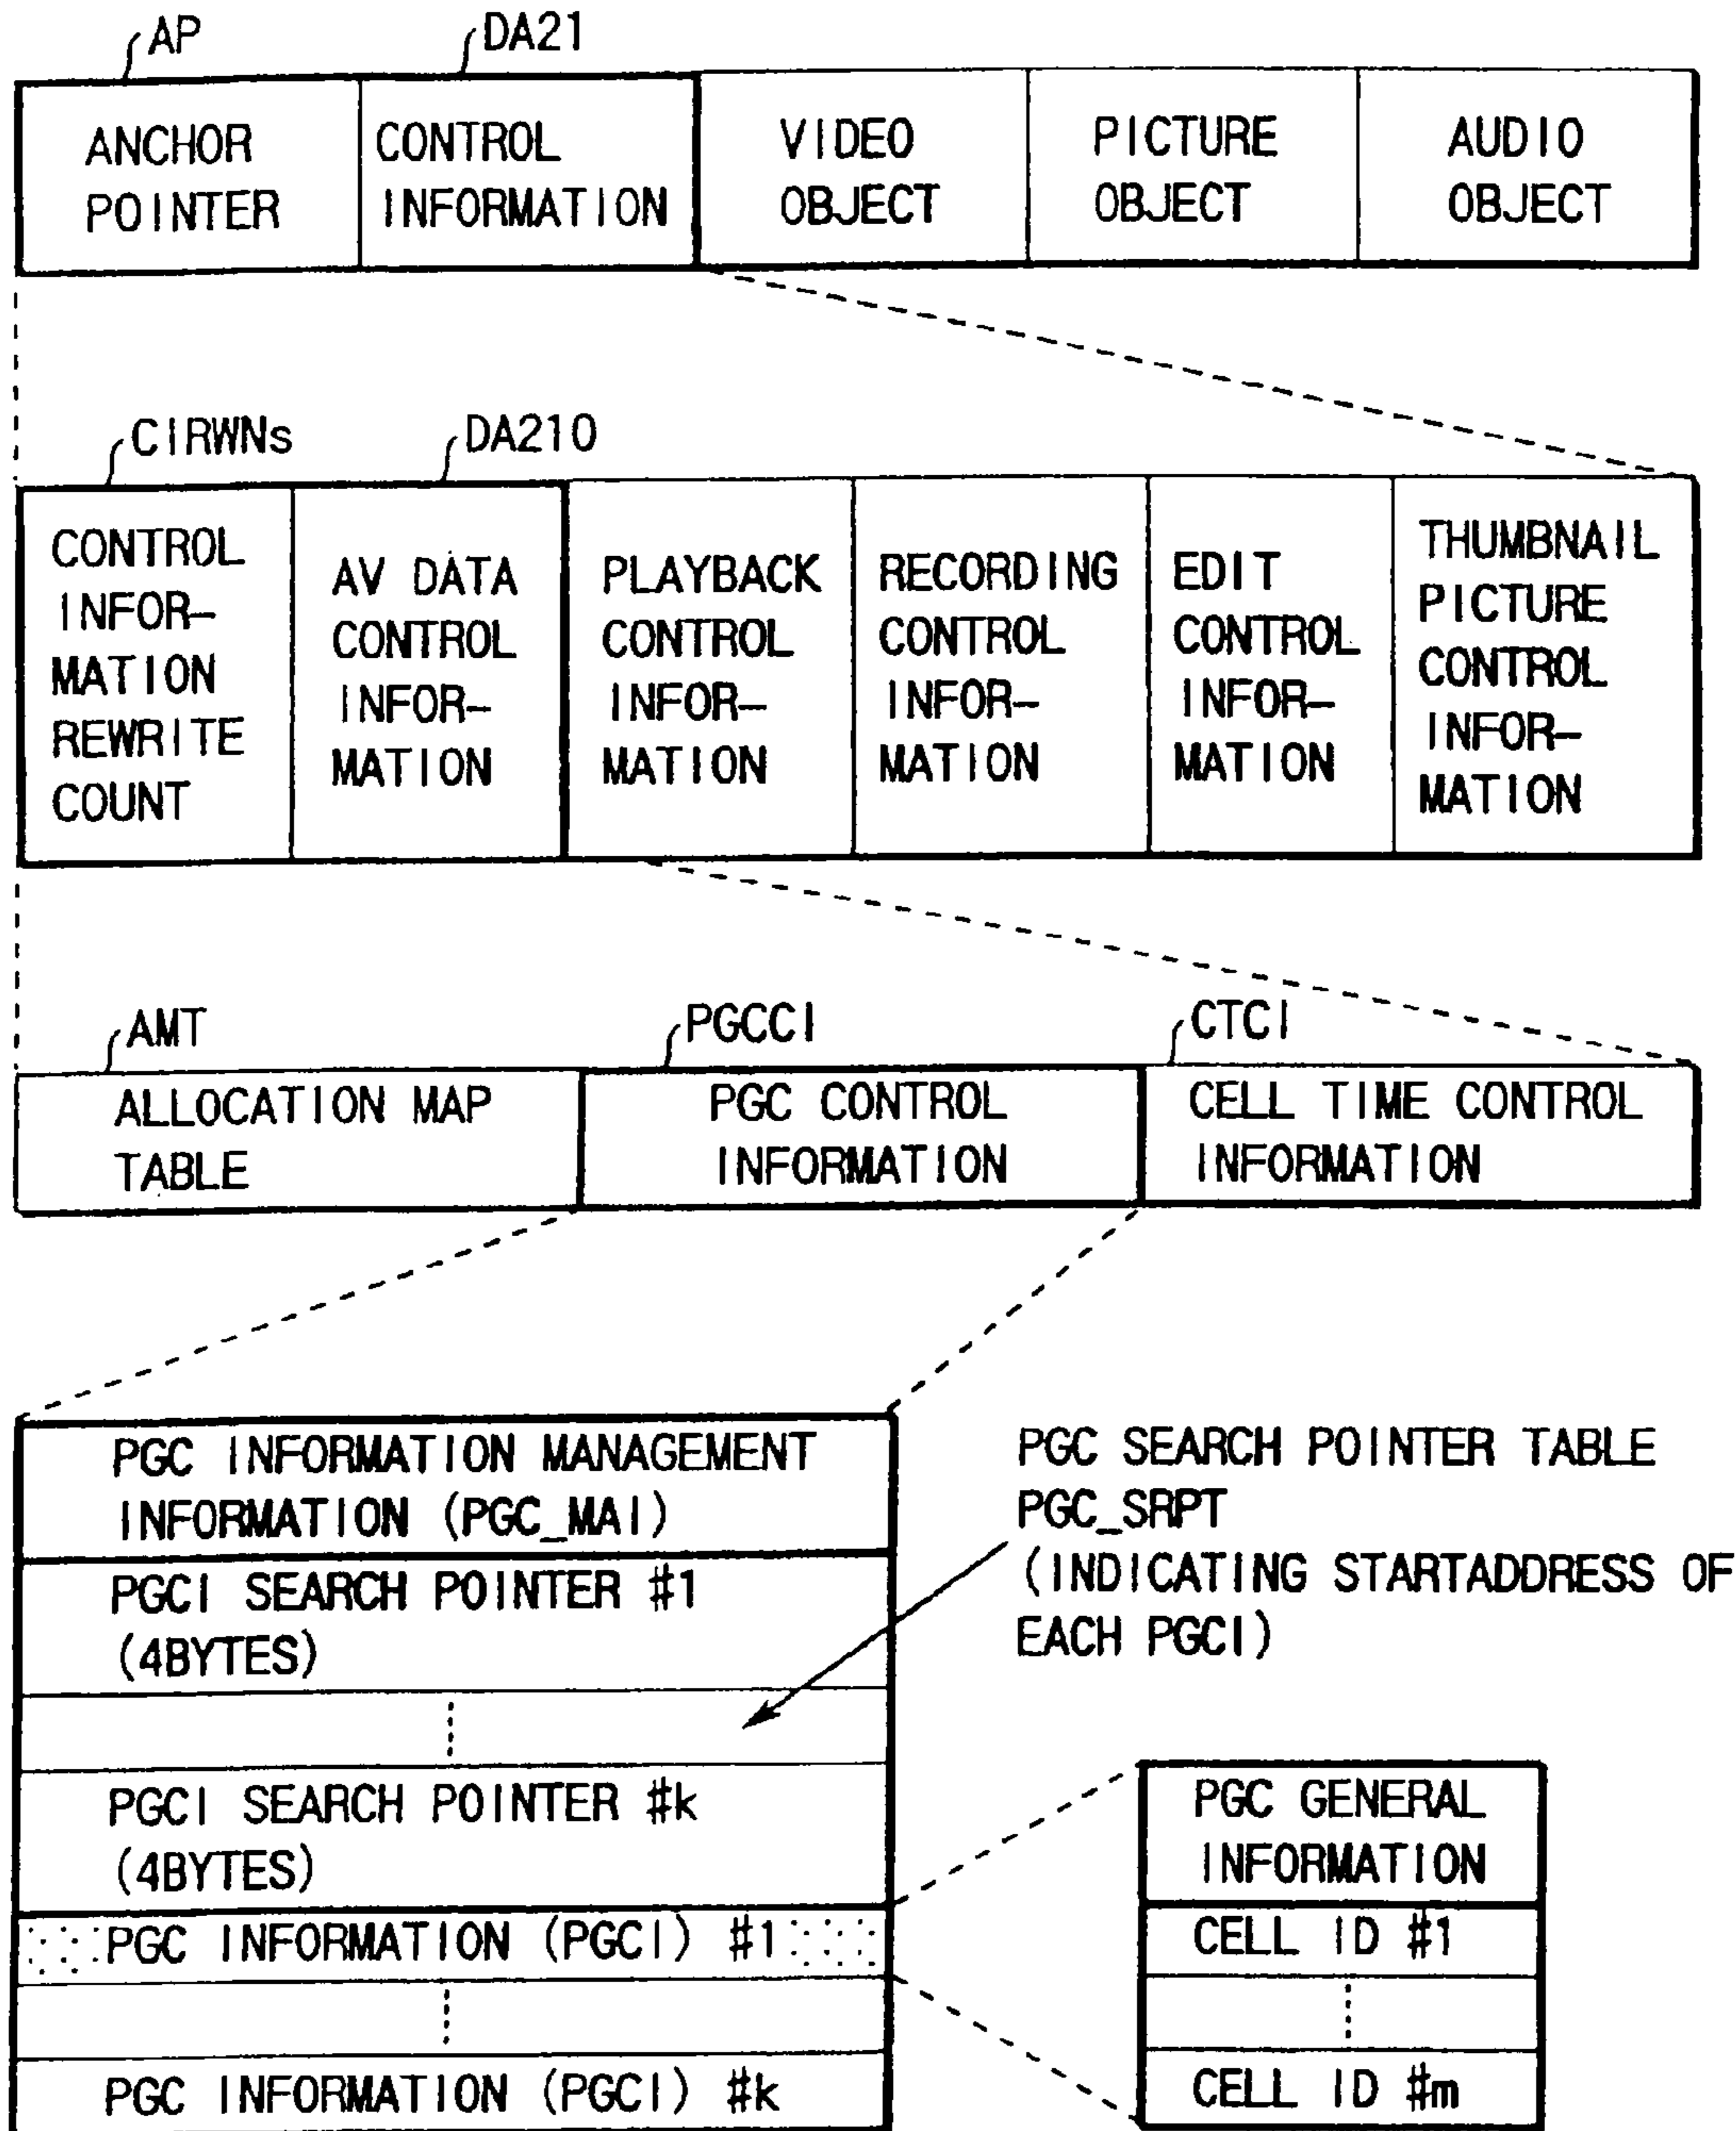 AP
DA21
ANCHOR
POINTER
CONTROL
INFORMATION
VIDEO
OBJECT
PICTURE
OBJECT
AUDIO
OBJECT
CIRWNs
DA210
CONTROL
INFOR-
MATION
REWRITE
COUNT
AV DATA
CONTROL
INFOR-
MATION
PLAYBACK
CONTROL
INFOR-
MATION
RECORDING
CONTROL
INFOR-
MATION
EDIT
CONTROL
INFOR-
MATION
THUMBNAIL
PICTURE
CONTROL
INFOR-
MATION
AMT
PGCCI
CTCI
ALLOCATION MAP
TABLE
PGC CONTROL
INFORMATION
CELL TIME CONTROL
INFORMATION
PGC INFORMATION MANAGEMENT
INFORMATION (PGC_MAI)
PGCI SEARCH POINTER #1
(4BYTES)
PGCI SEARCH POINTER #k
(4BYTES)
PGC INFORMATION (PGCI) #1
PGC INFORMATION (PGCI) #k
PGC SEARCH POINTER TABLE
PGC_SRPT
(INDICATING STARTADDRESS OF
EACH PGCI)
PGC GENERAL
INFORMATION
CELL ID #1
CELL ID #m